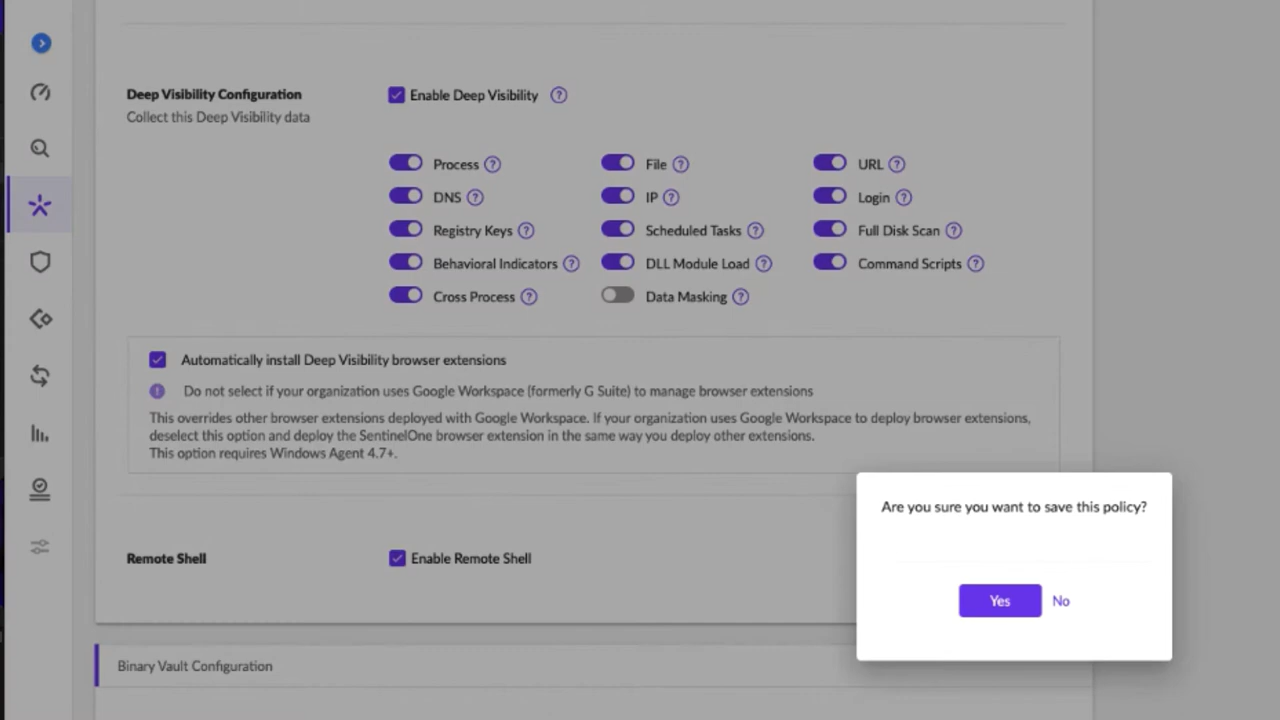 Deep Visibility Configuration
Enable Deep Visibility ?
Collect this Deep Visibility data
Process ? File ? URL ?
DNS ? IP ? Login ?
Registry Keys ? Scheduled Tasks ? Full Disk Scan ?
Behavioral Indicators ? DLL Module Load ? Command Scripts ?
Cross Process ? Data Masking ?
Automatically install Deep Visibility browser extensions
! Do not select if your organization uses Google Workspace (formerly G Suite) to manage browser extensions
This overrides other browser extensions deployed with Google Workspace. If your organization uses Google Workspace to deploy browser extensions,
deselect this option and deploy the SentinelOne browser extension in the same way you deploy other extensions.
This option requires Windows Agent 4.7+.
Are you sure you want to save this policy?
Remote Shell Enable Remote Shell
Yes No
Binary Vault Configuration